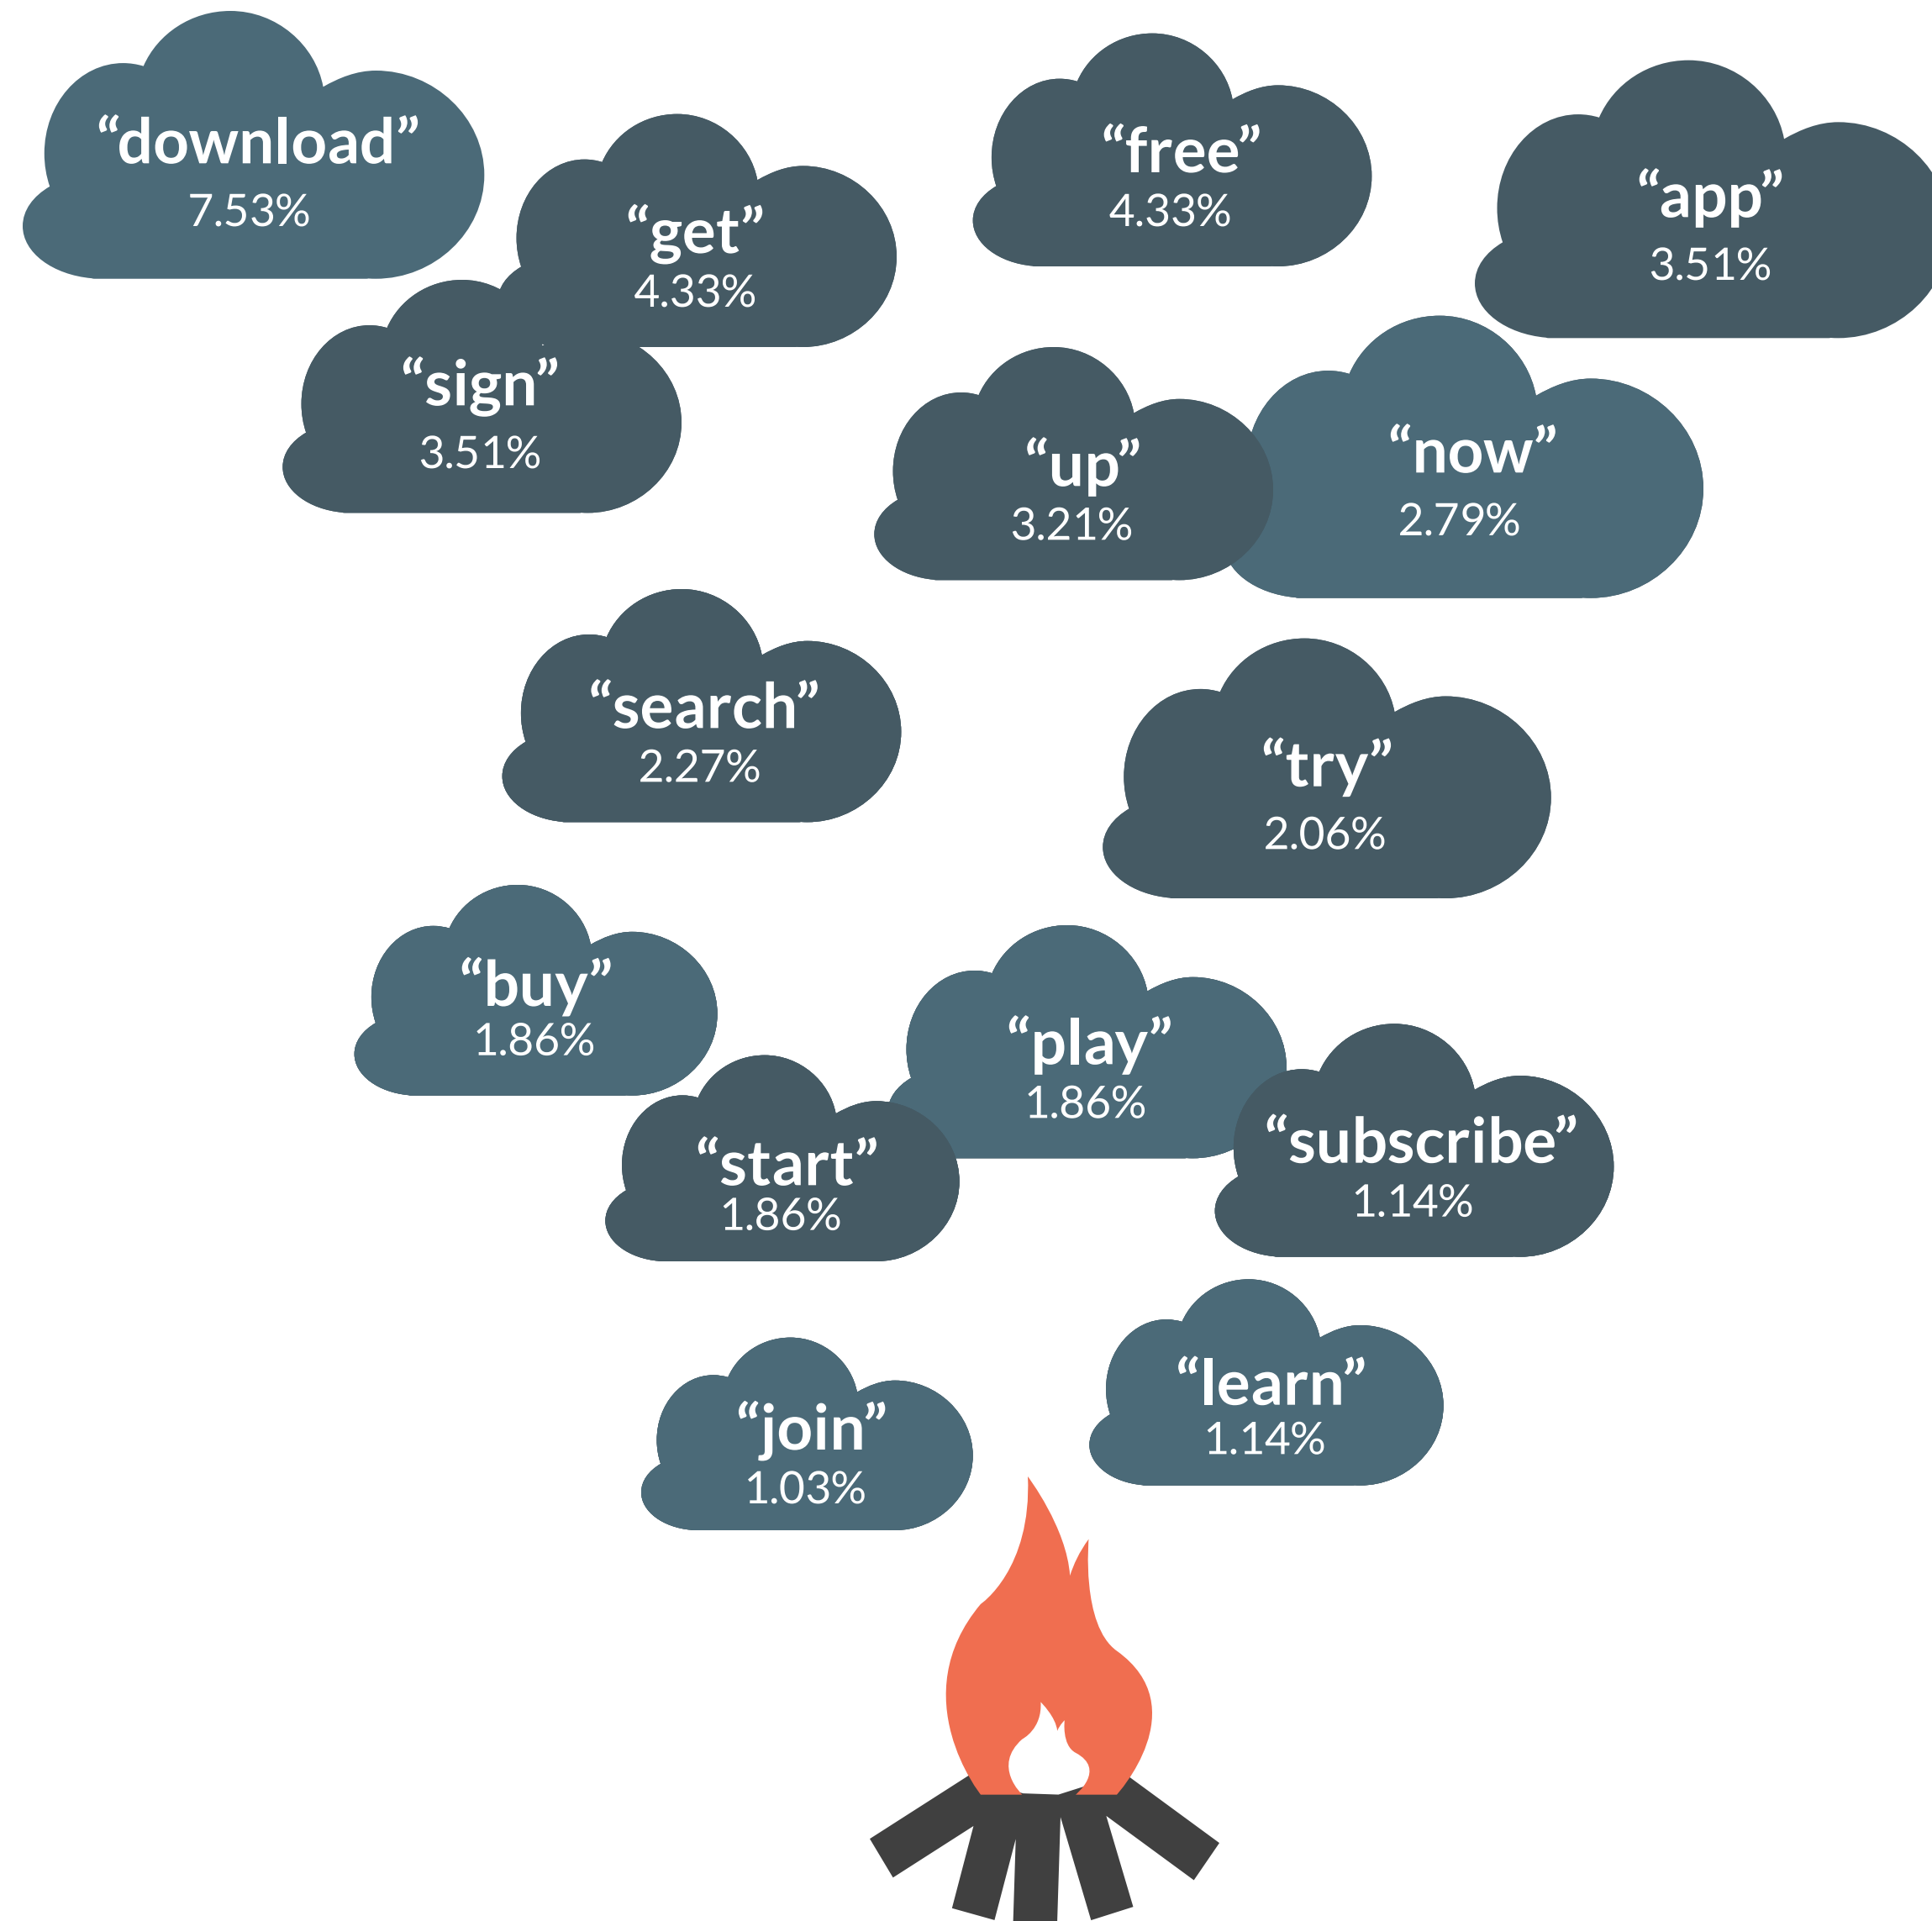 “download”
7.53%
“get”
4.33%
“free”
4.33%
“app”
3.51%
“sign”
3.51%
“up”
3.21%
“now”
2.79%
“search”
2.27%
“try”
2.06%
“buy”
1.86%
“play”
1.86%
“start”
1.86%
“subscribe”
1.14%
“learn”
1.14%
“join”
1.03%